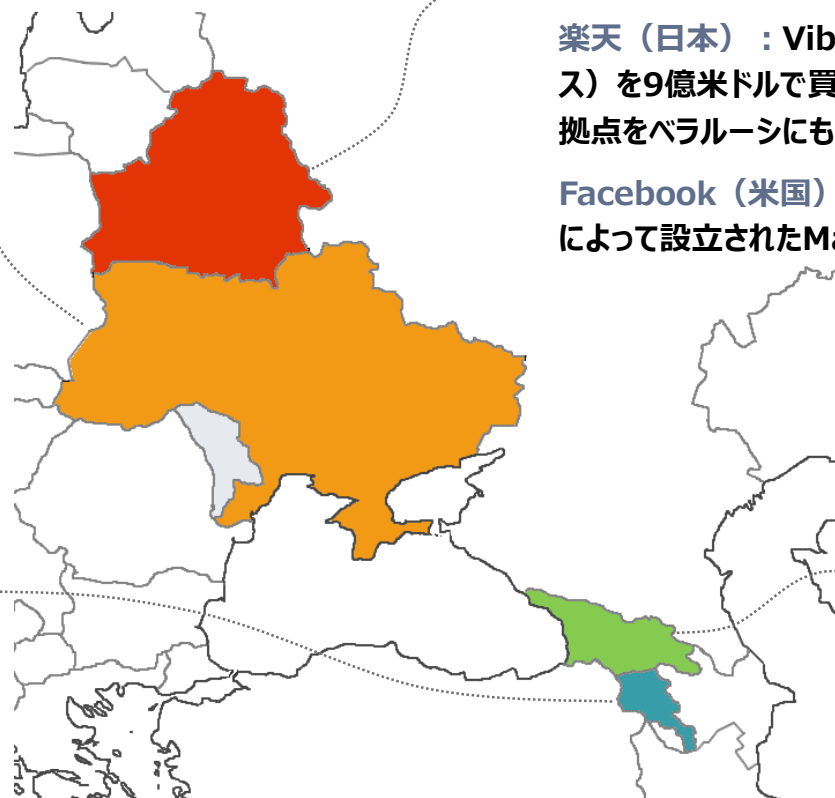 楽天（日本）：Vib
ス）を9億米ドルで買
拠点をベラルーシにも
Facebook（米国）
によって設立されたMa